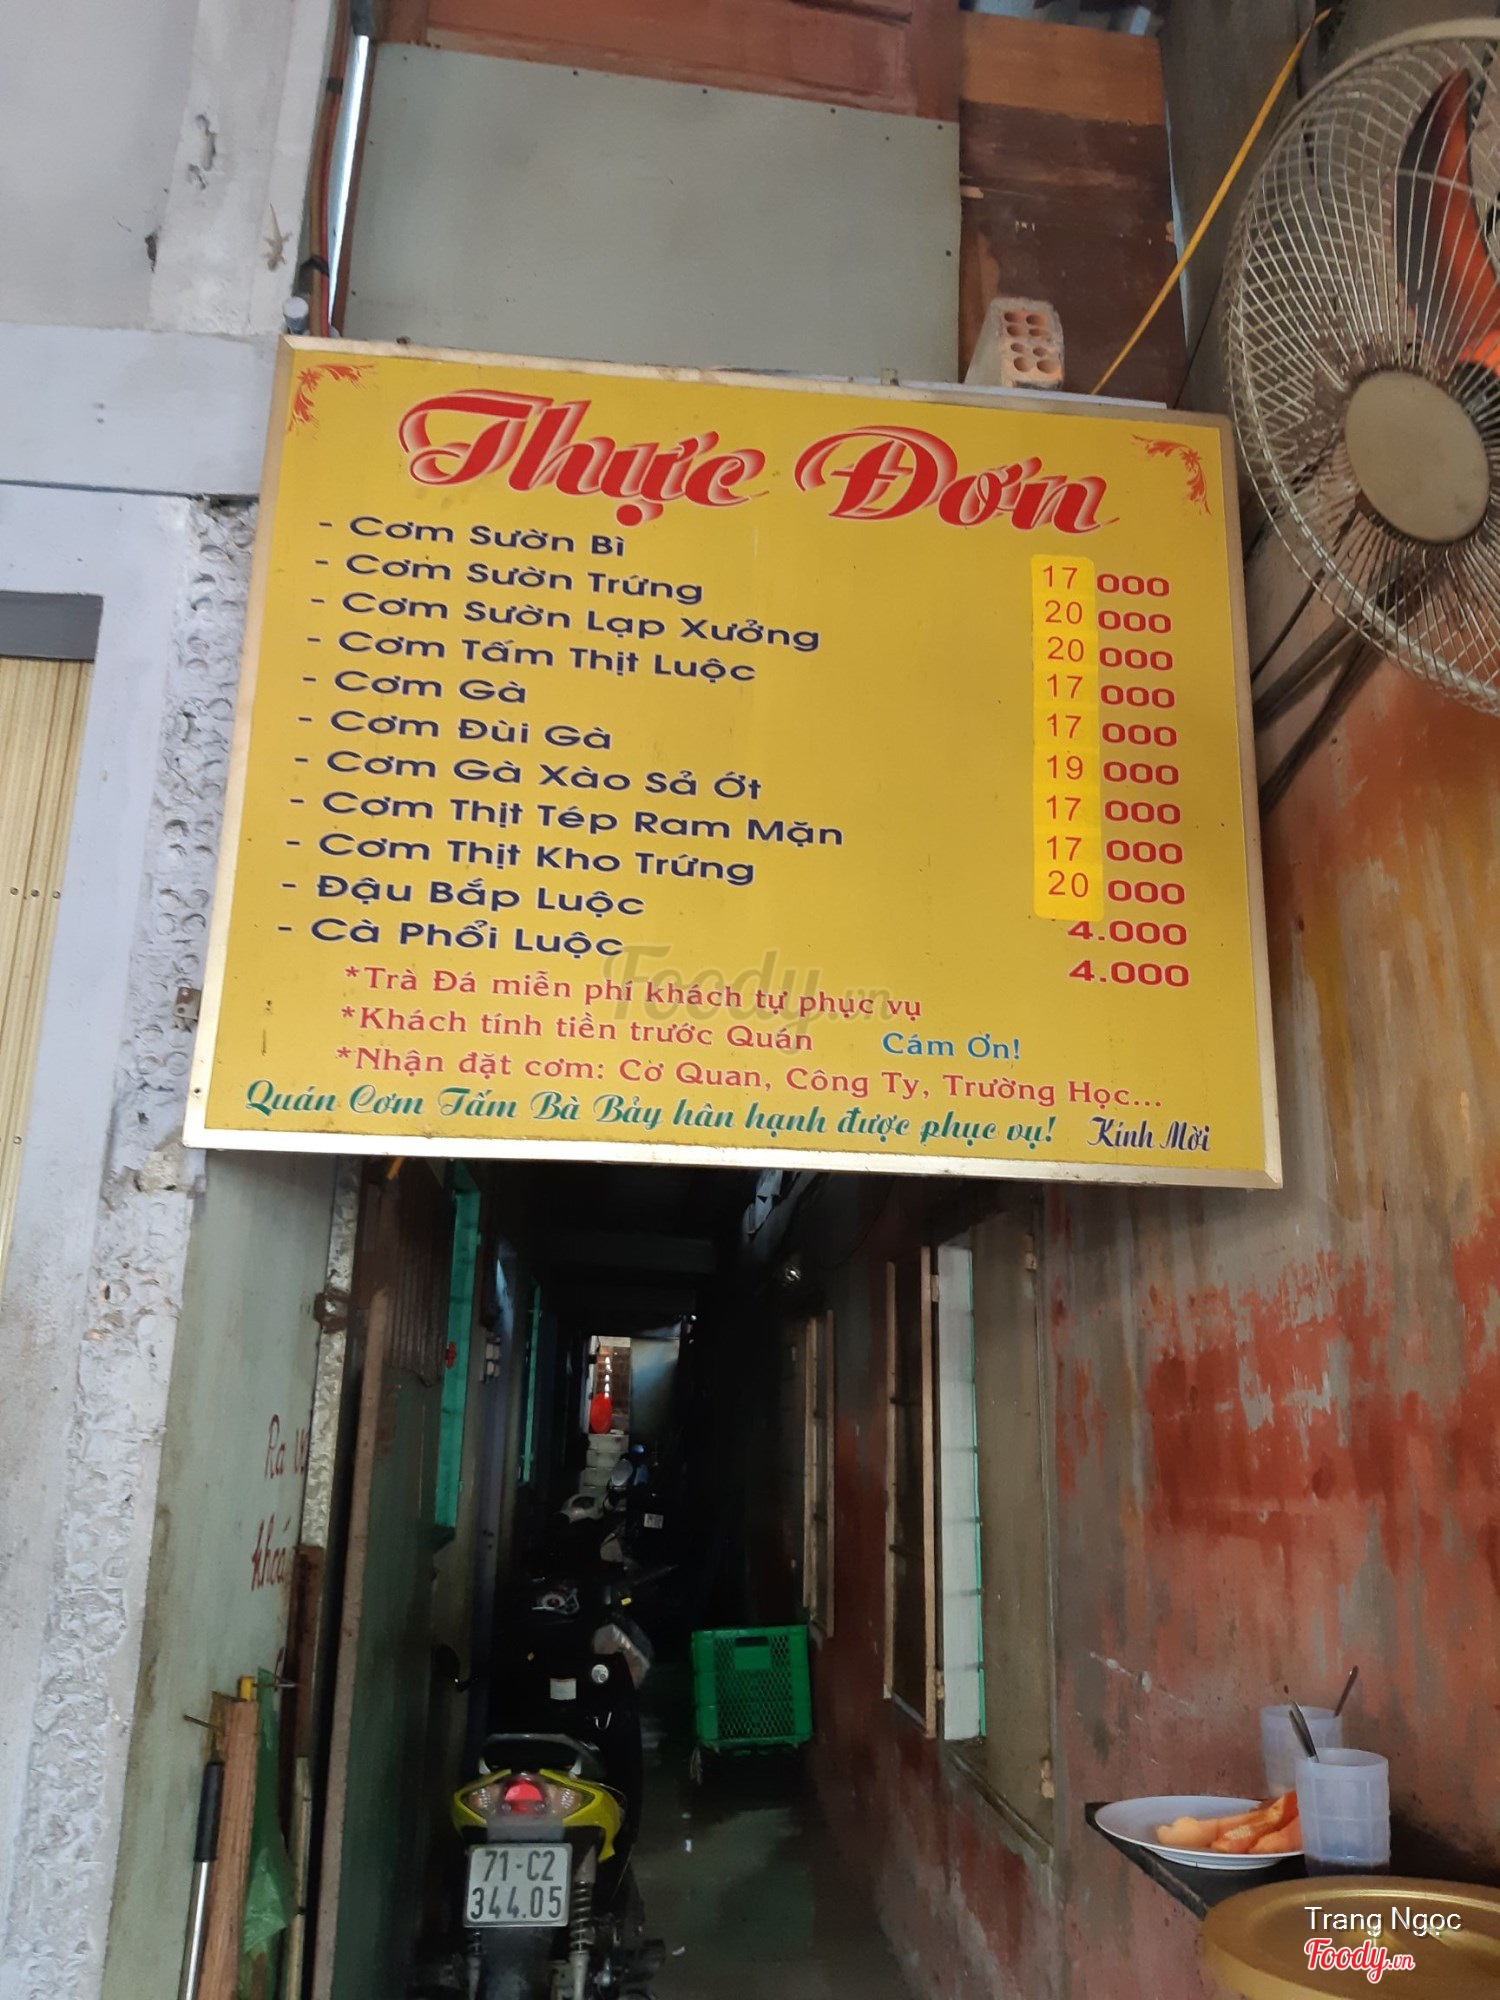 Thực Đơn
- Cơm Sườn Bì 17 000
- Cơm Sườn Trứng 20 000
- Cơm Sườn Lạp Xưởng 20 000
- Cơm Tấm Thịt Luộc 17 000
- Cơm Gà 17 000
- Cơm Đùi Gà 19 000
- Cơm Gà Xào Sả Ớt 17 000
- Cơm Thịt Tép Ram Mặn 17 000
- Cơm Thịt Kho Trứng 20 000
- Đậu Bắp Luộc 4.000
- Cà Phổi Luộc 4.000
*Trà Đá miễn phí khách tự phục vụ
*Khách tính tiền trước Quán Cám Ơn!
*Nhận đặt cơm: Cơ Quan, Công Ty, Trường Học...
Quán Cơm Tấm Bà Bảy hân hạnh được phục vụ! Kính Mời
Foody.vn
Ra
khoá
71-C2
344.05
Trang Ngọc
Foody.vn